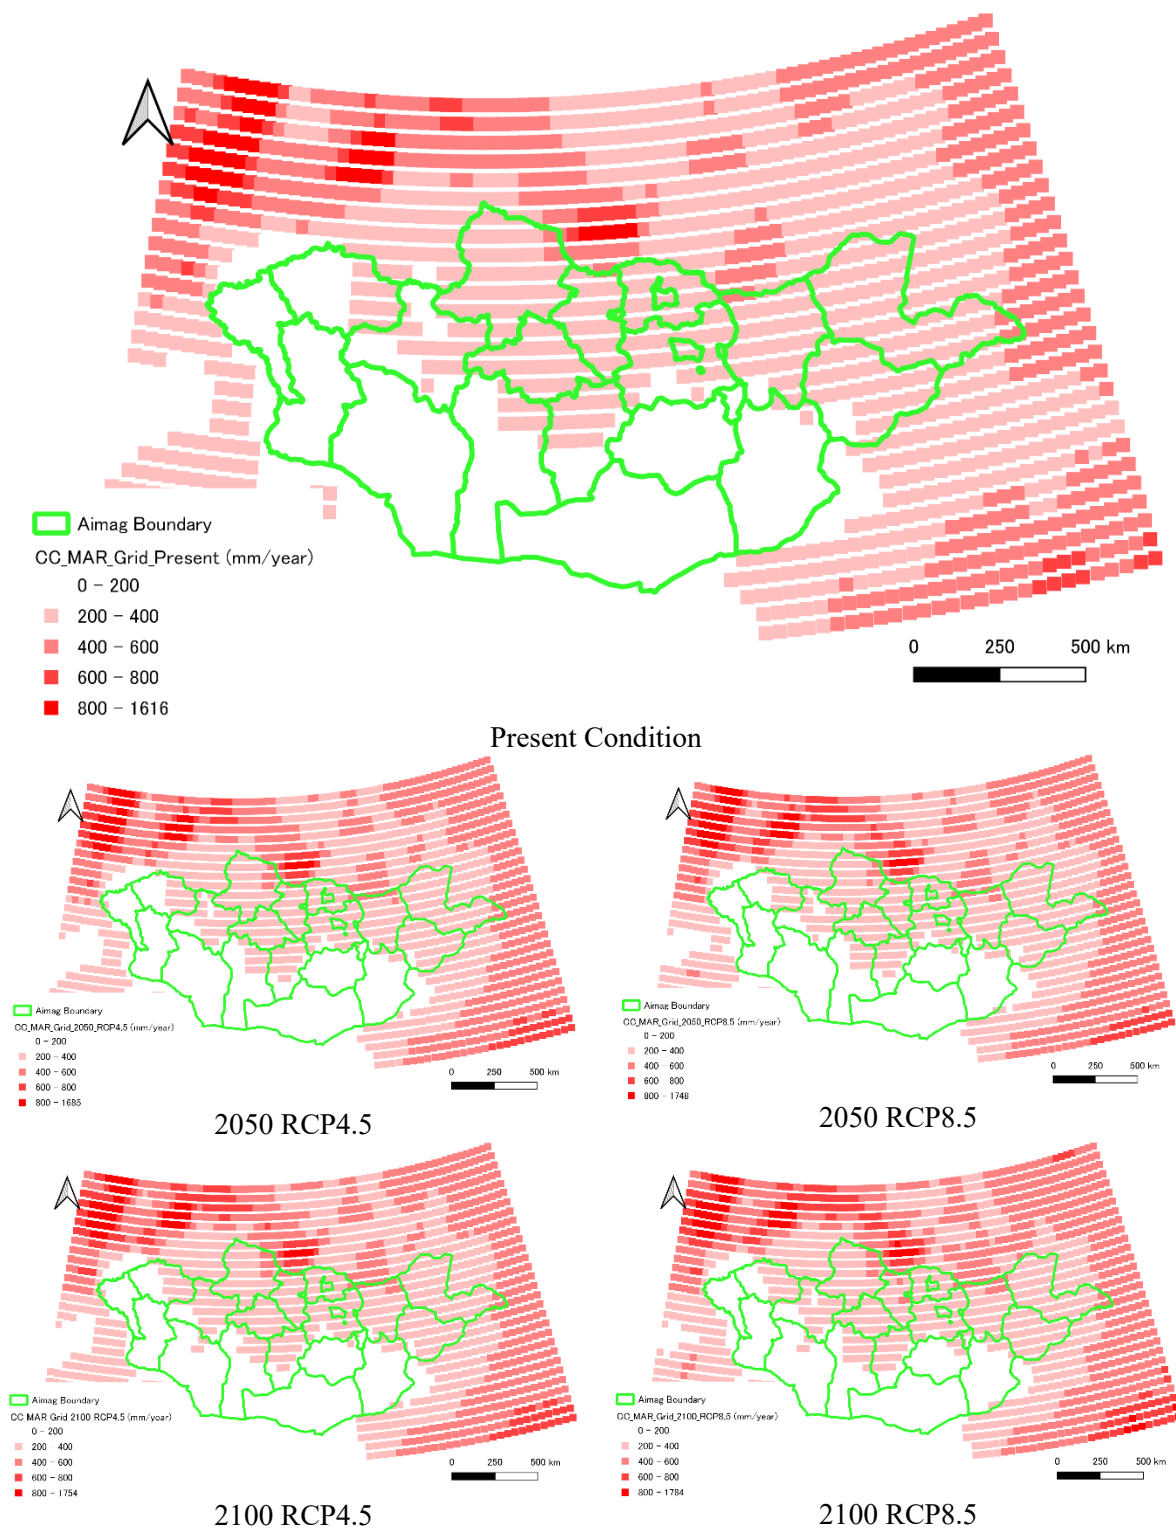 Aimag Boundary
CC_MAR_Grid_Present (mm/year)
0 - 200
200 - 400
400 - 600
600 - 800
800 - 1616
0 250 500 km
Present Condition
Aimag Boundary
CC_MAR_Grid_2050_RCP4.5 (mm/year)
0 - 200
200 - 400
400 - 600
600 - 800
800 - 1685
0 250 500 km
2050 RCP4.5
Aimag Boundary
CC_MAR_Grid_2050_RCP8.5 (mm/year)
0 - 200
200 - 400
400 - 600
600 - 800
800 - 1748
0 250 500 km
2050 RCP8.5
Aimag Boundary
CC_MAR_Grid_2100_RCP4.5 (mm/year)
0 - 200
200 - 400
400 - 600
600 - 800
800 - 1754
0 250 500 km
2100 RCP4.5
Aimag Boundary
CC_MAR_Grid_2100_RCP8.5 (mm/year)
0 - 200
200 - 400
400 - 600
600 - 800
800 - 1784
0 250 500 km
2100 RCP8.5